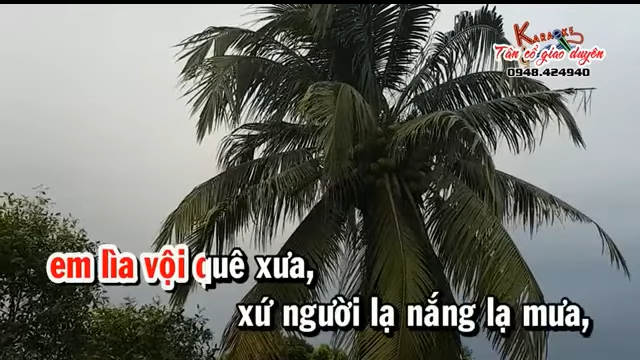 KARAOKE
Tân cổ giao duyên
0948.424940
em lìa vội quê xưa,
xứ người lạ nắng lạ mưa,